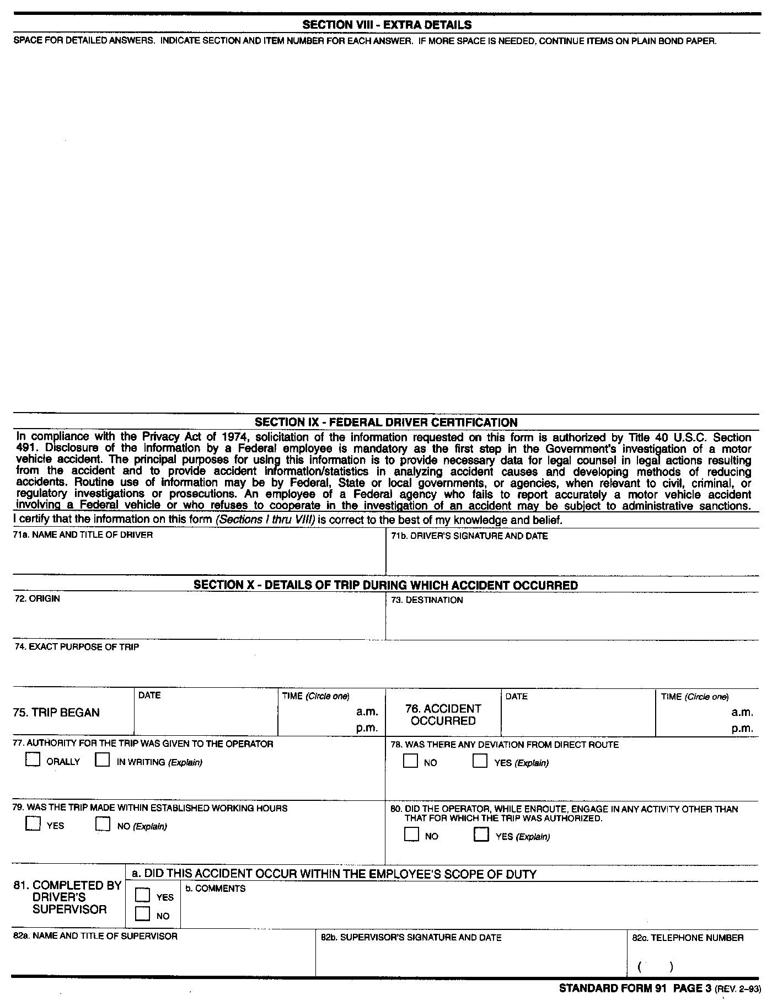 SECTION VIII - EXTRA DETAILS
SPACE FOR DETAILED ANSWERS. INDICATE SECTION AND ITEM NUMBER FOR EACH ANSWER. IF MORE SPACE IS NEEDED, CONTINUE ITEMS ON PLAIN BOND PAPER.
SECTION IX - FEDERAL DRIVER CERTIFICATION
In compliance with the Privacy Act of 1974, solicitation of the information requested on this form is authorized by Title 40 U.S.C. Section
491. Disclosure of the information by a Federal employee is mandatory as the first step in the Government's investigation of a motor
vehicle accident. The principal purposes for using this information is to provide necessary data for legal counsel in legal actions resulting
from the accident and to provide accident information/statistics in analyzing accident causes and developing methods of reducing
accidents. Routine use of information may be by Federal, State or local governments, or agencies, when relevant to civil, criminal, or
regulatory investigations or prosecutions. An employee of a Federal agency who fails to report accurately a motor vehicle accident
involving a Federal vehicle or who refuses to cooperate in the investigation of an accident may be subject to administrative sanctions.
I certify that the information on this form (Sections I thru VIII) is correct to the best of my knowledge and belief.
71a. NAME AND TITLE OF DRIVER
71b. DRIVER'S SIGNATURE AND DATE
SECTION X - DETAILS OF TRIP DURING WHICH ACCIDENT OCCURRED
72. ORIGIN
73. DESTINATION
74. EXACT PURPOSE OF TRIP
75. TRIP BEGAN
DATE
TIME (Circle one)
a.m.
p.m.
76. ACCIDENT
OCCURRED
DATE
TIME (Circle one)
a.m.
p.m.
77. AUTHORITY FOR THE TRIP WAS GIVEN TO THE OPERATOR
ORALLY IN WRITING (Explain)
78. WAS THERE ANY DEVIATION FROM DIRECT ROUTE
NO YES (Explain)
79. WAS THE TRIP MADE WITHIN ESTABLISHED WORKING HOURS
YES NO (Explain)
80. DID THE OPERATOR, WHILE ENROUTE, ENGAGE IN ANY ACTIVITY OTHER THAN
THAT FOR WHICH THE TRIP WAS AUTHORIZED.
NO YES (Explain)
81. COMPLETED BY
DRIVER'S
SUPERVISOR
a. DID THIS ACCIDENT OCCUR WITHIN THE EMPLOYEE'S SCOPE OF DUTY
YES
NO
b. COMMENTS
82a. NAME AND TITLE OF SUPERVISOR
82b. SUPERVISOR'S SIGNATURE AND DATE
82c. TELEPHONE NUMBER
( )
STANDARD FORM 91 PAGE 3 (REV. 2-93)